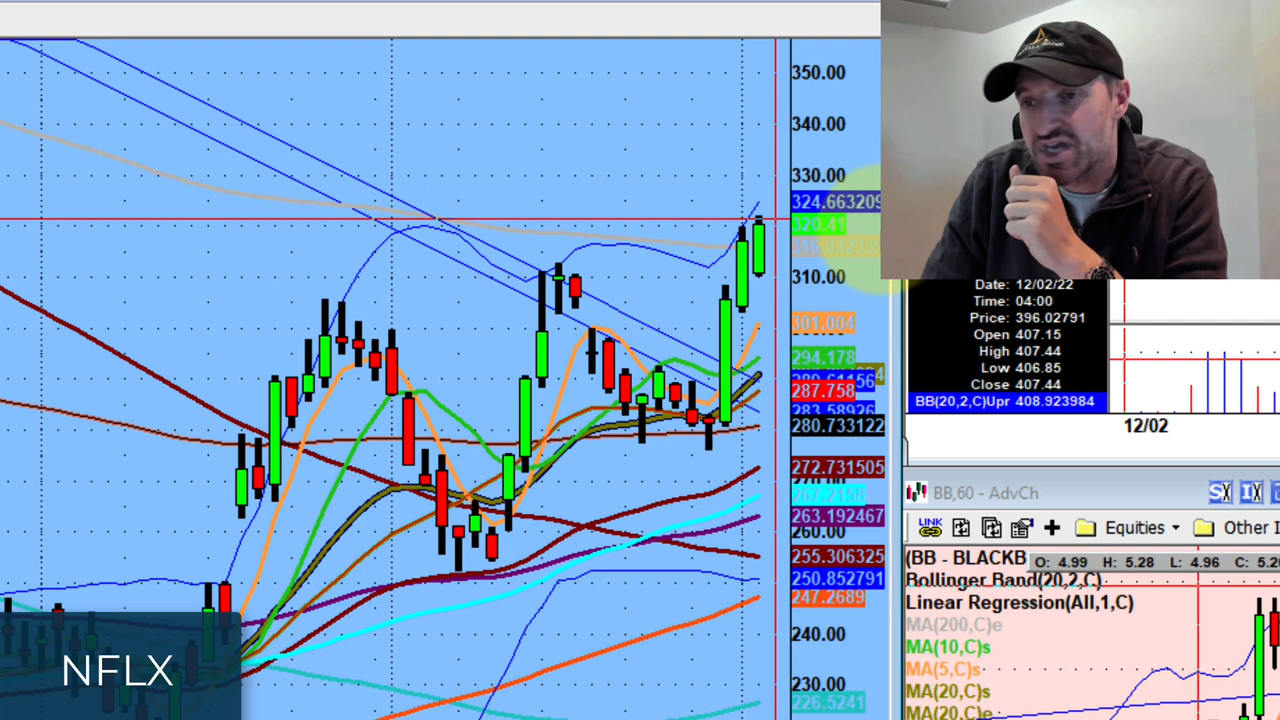 350.00
340.00
330.00
324.663209
320.41
310.00
301.004
294.178
287.758
283.58926
280.733122
272.731505
267.2158
263.192467
260.00
255.306325
250.852791
247.2689
240.00
230.00
226.5241
NFLX
Date: 12/02/22
Time: 04:00
Price: 396.02791
Open 407.15
High 407.44
Low 406.85
Close 407.44
BB(20,2,C)Upr 408.923984
12/02
BB,60 - AdvCh
LINK
Equities
Other
(BB - BLACKB
O: 4.99 H: 5.28 L: 4.96 C:
Bollinger Band(20,2,C)
Linear Regression(All,1,C)
MA(200,C)e
MA(10,C)s
MA(5,C)s
MA(20,C)s
MA(20,C)e